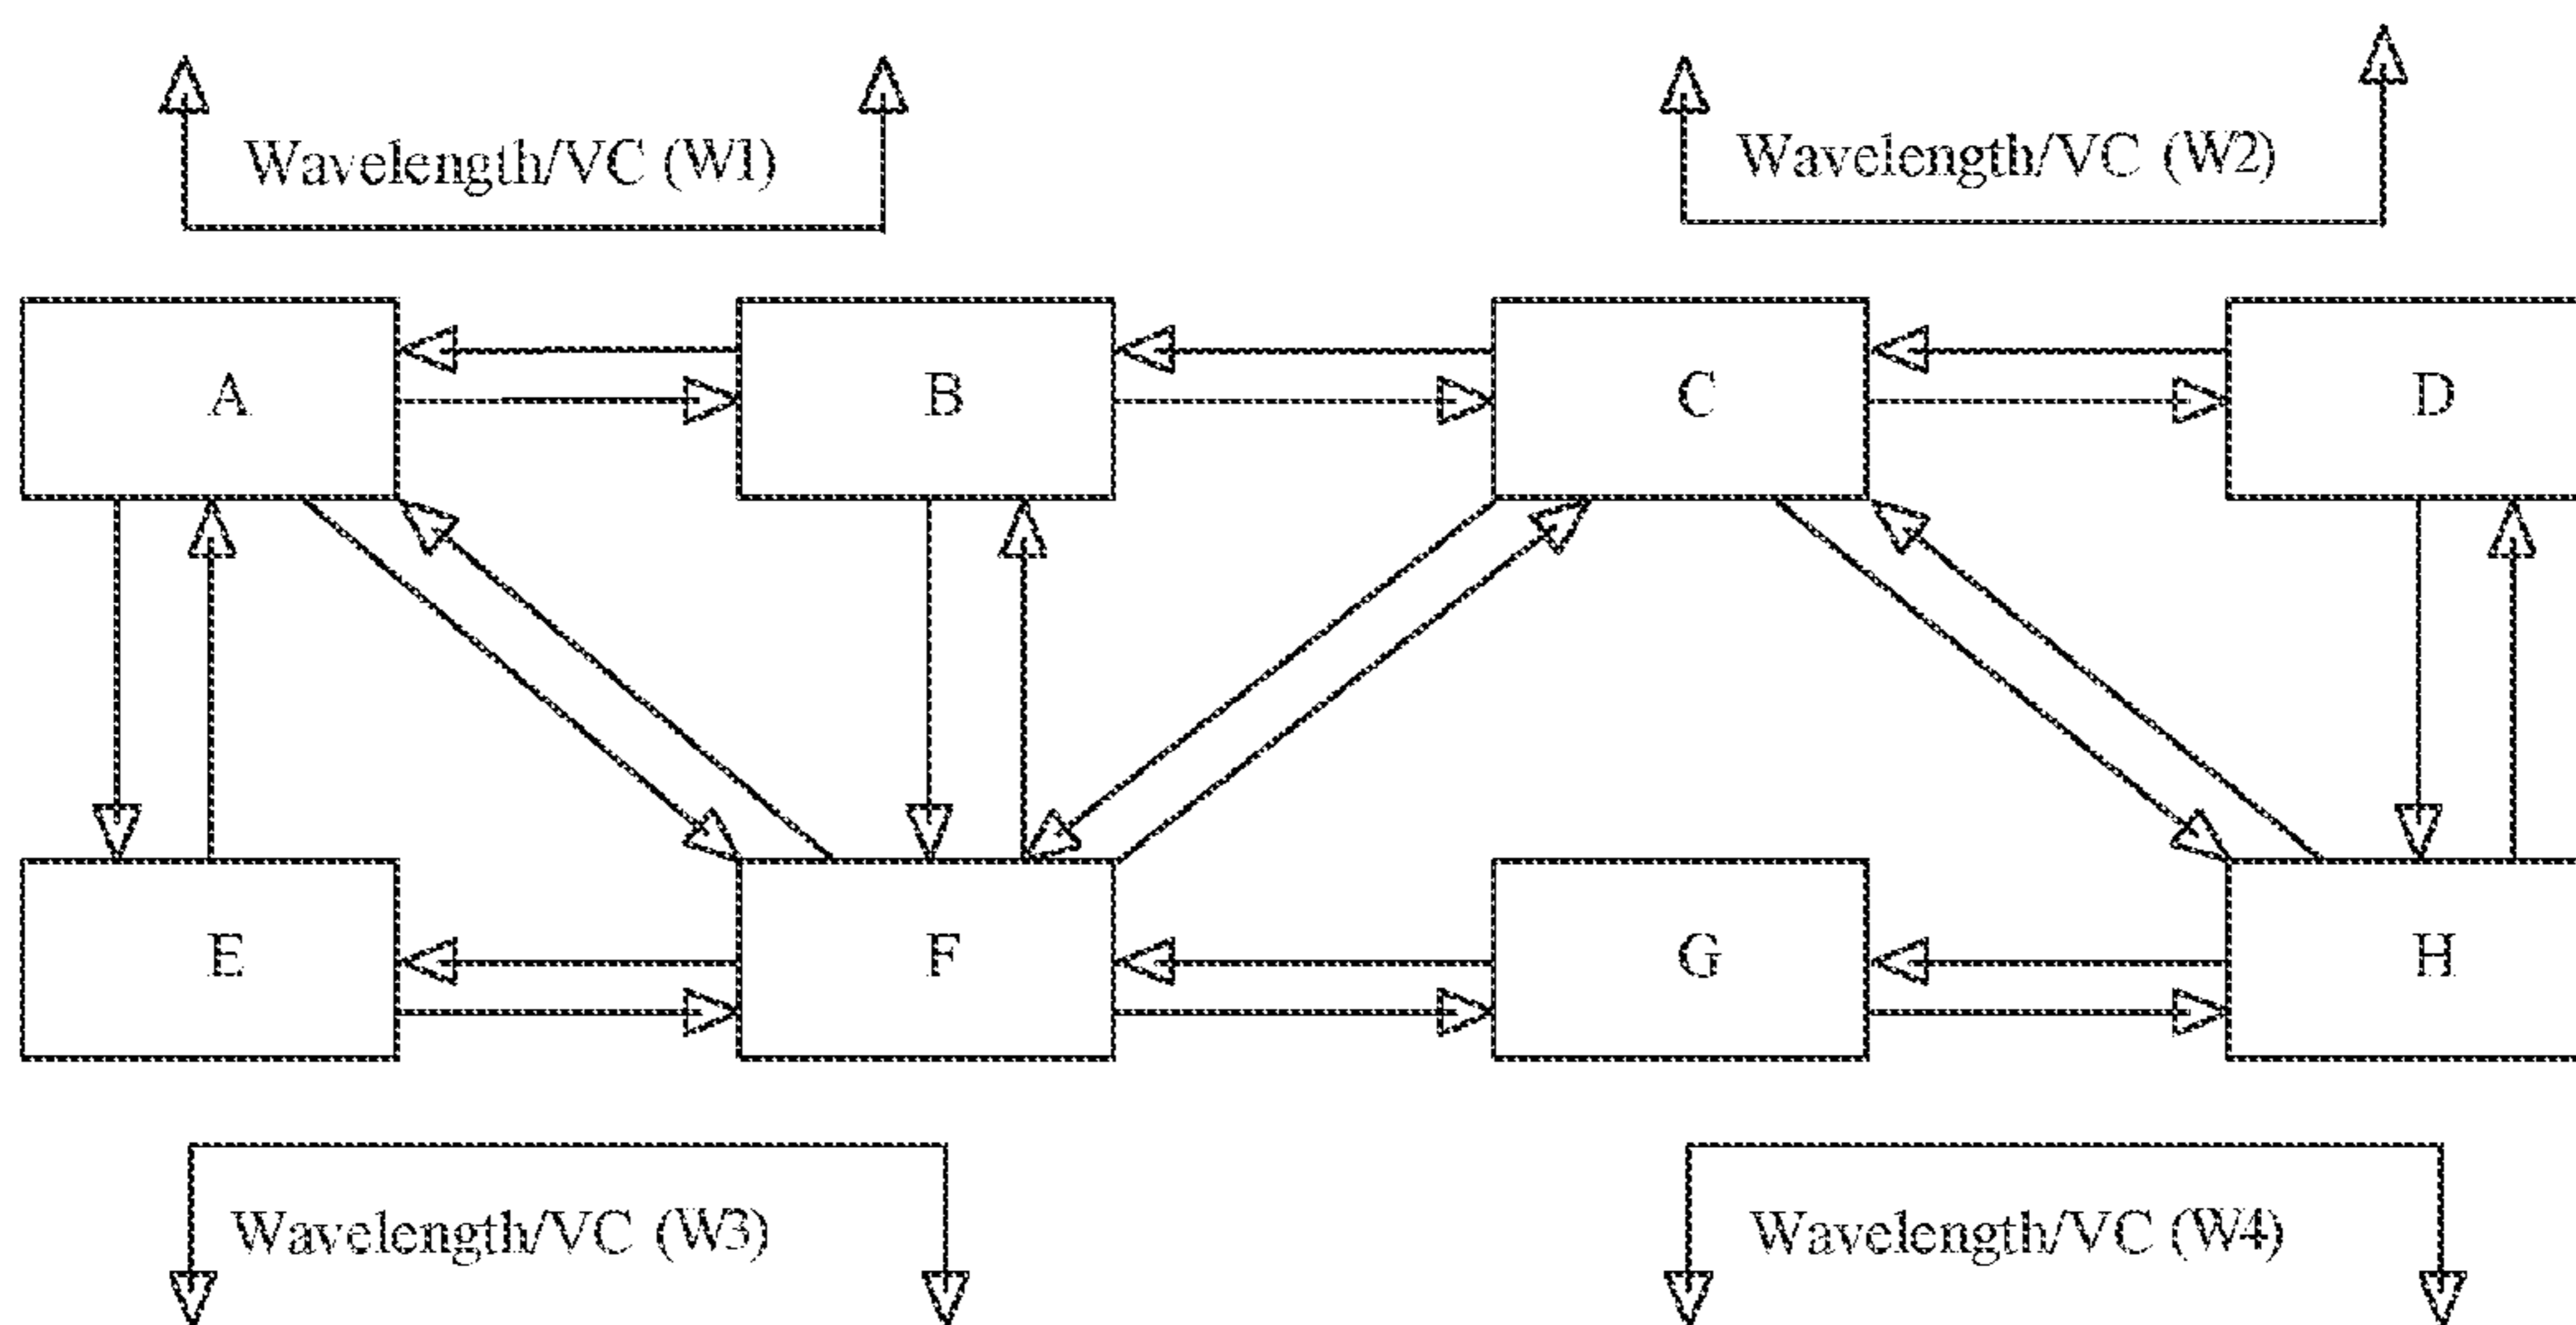 Wavelength/VC (W1)
Wavelength/VC (W2)
A
B
C
D
E
F
G
H
Wavelength/VC (W3)
Wavelength/VC (W4)